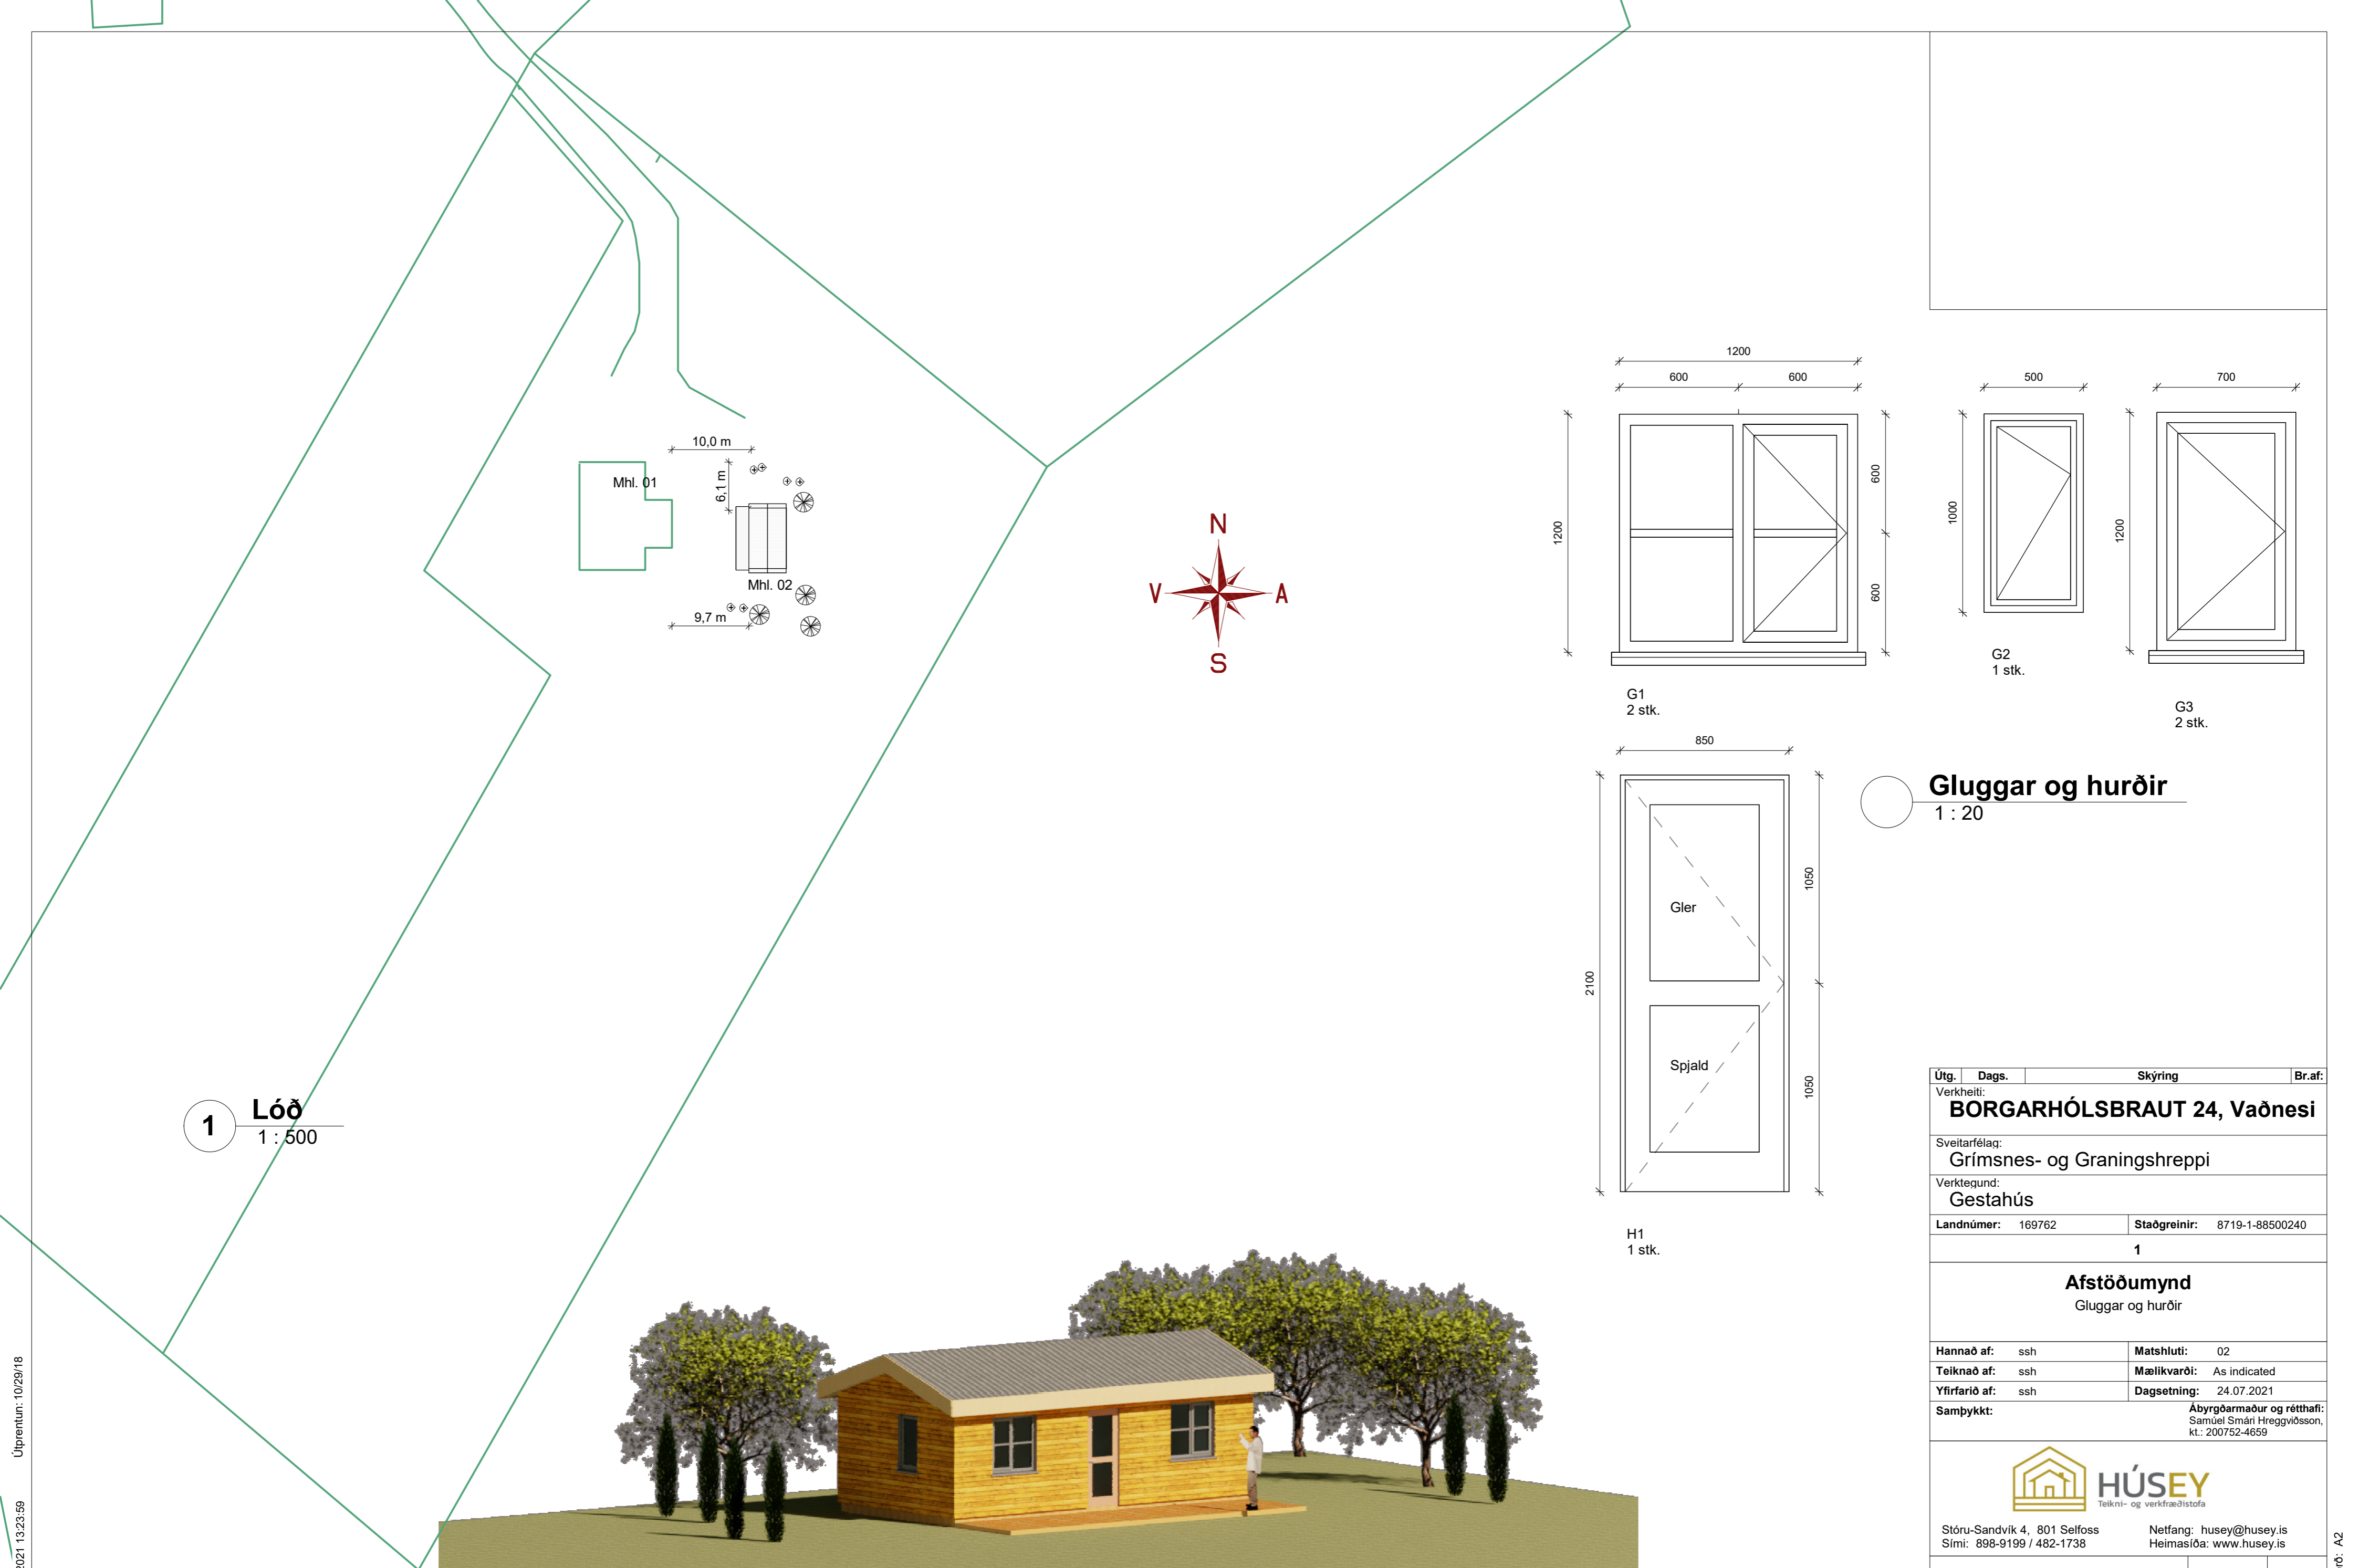 10,0 m
Mhl. 01
6,1 m
Mhl. 02
9,7 m
N
V
A
S
1
Lóð
1 : 500
1200
600
600
1200
600
600
G1
2 stk.
500
1000
G2
1 stk.
700
1200
G3
2 stk.
850
2100
1050
1050
Gler
Spjald
H1
1 stk.
Gluggar og hurðir
1 : 20
Útg. Dags. Skýring Br.af:
Verkheiti:
BORGARHÓLSBRAUT 24, Vaðnesi
Sveitarfélag:
Grímsnes- og Graningshreppi
Verktegund:
Gestahús
Landnúmer: 169762 Staðgreinir: 8719-1-88500240
1
Afstöðumynd
Gluggar og hurðir
Hannað af: ssh Matshluti: 02
Teiknað af: ssh Mælikvarði: As indicated
Yfirfarið af: ssh Dagsetning: 24.07.2021
Samþykkt: Ábyrgðarmaður og rétthafi:
Samúel Smári Hreggviðsson,
kt.: 200752-4659
HÚSEY
Teikni- og verkfræðistofa
Stóru-Sandvík 4, 801 Selfoss Netfang: husey@husey.is
Sími: 898-9199 / 482-1738 Heimasíða: www.husey.is
Útprentun: 10/29/18
2021 13:23:59
A2